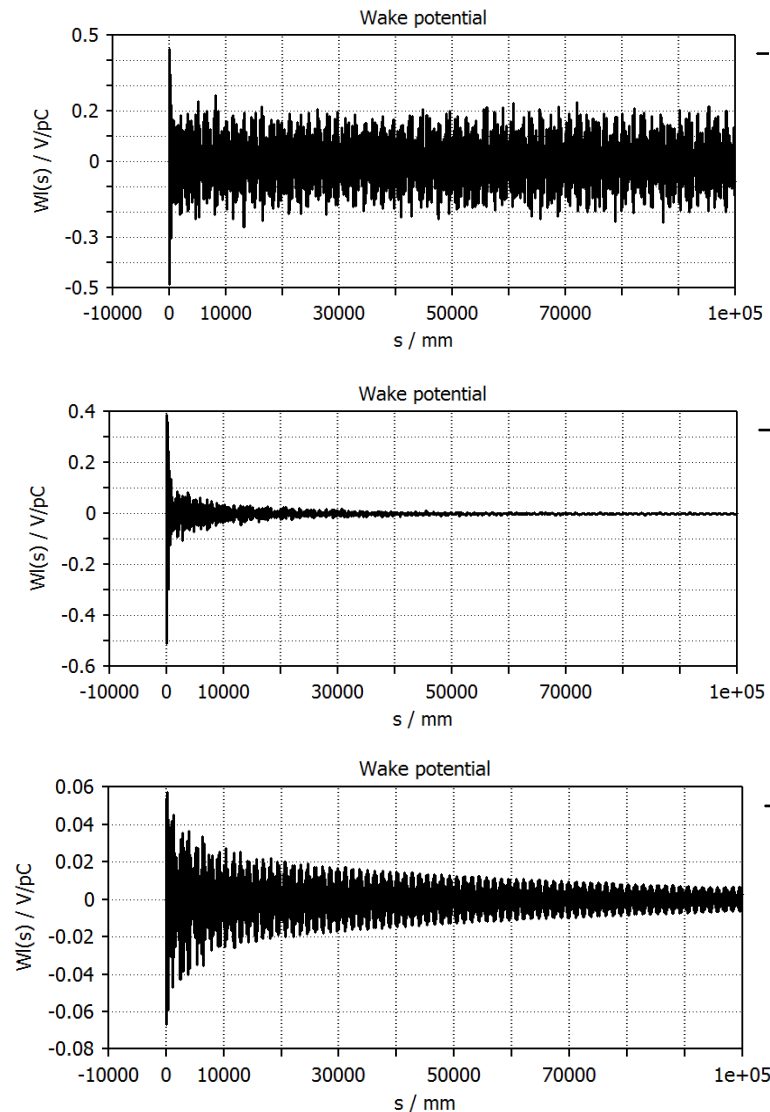 Wake potential
0.5
0.2
0
-0.3
-0.5
Wl(s) / V/pC
-10000 0 10000 30000 50000 70000 1e+05
s / mm
Wake potential
0.4
0.2
0
-0.2
-0.4
-0.6
Wl(s) / V/pC
-10000 0 10000 30000 50000 70000 1e+05
s / mm
Wake potential
0.06
0.04
0.02
0
-0.02
-0.04
-0.06
-0.08
Wl(s) / V/pC
-10000 0 10000 30000 50000 70000 1e+05
s / mm